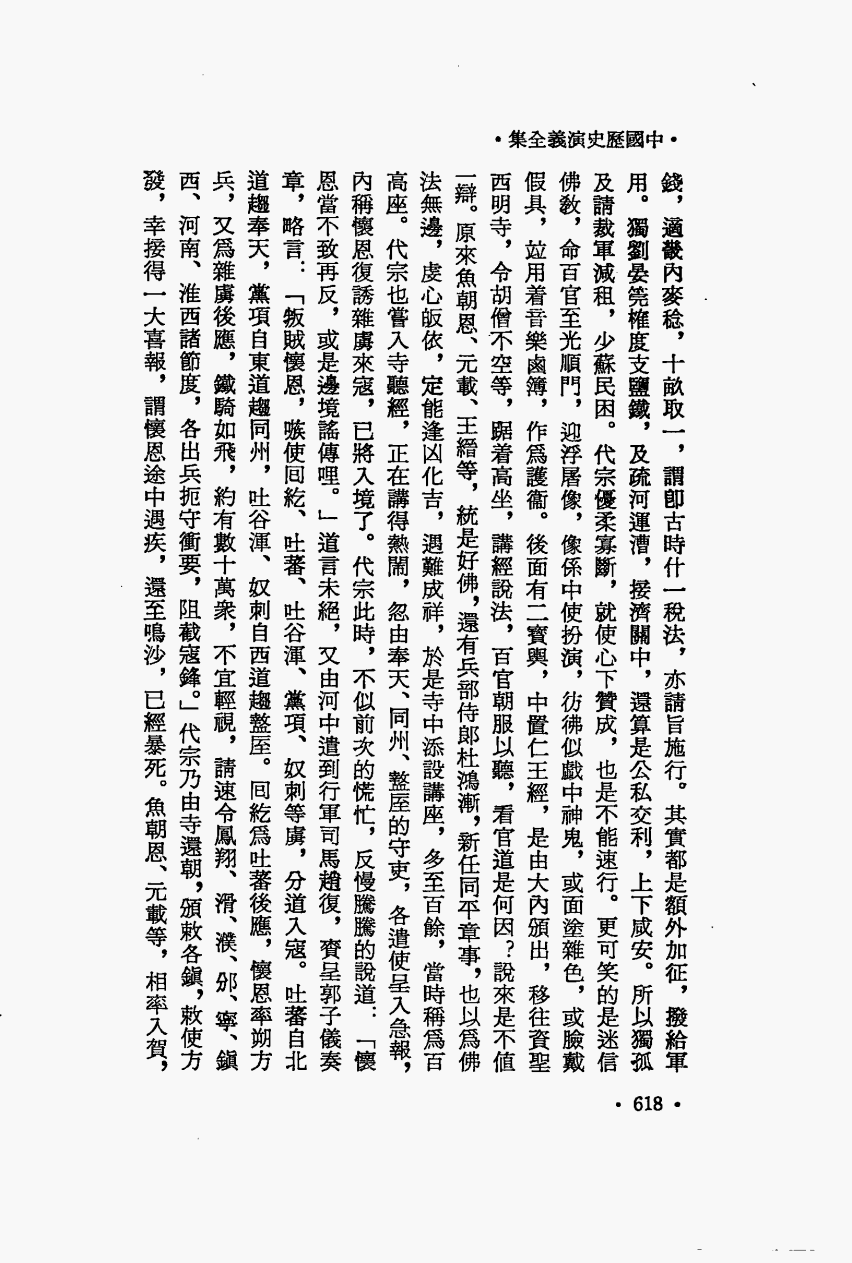 •中國歷史演義全集•
錢，適畿內麥稔，十畝取一，謂卽古時什一稅法，亦請旨施行。其實都是額外加征，撥給軍
用。獨劉晏筦榷度支鹽鐵，及疏河運漕，接濟關中，還算是公私交利，上下咸安。所以獨孤
及請裁軍減租，少蘇民困。代宗優柔寡斷，就使心下贊成，也是不能速行。更可笑的是迷信
佛敎，命百官至光順門，迎浮屠像，像係中使扮演，彷彿似戲中神鬼，或面塗雜色，或臉戴
假具，竝用着音樂鹵簿，作爲護衞。後面有二寶輿，中置仁王經，是由大內頒出，移往資聖
西明寺，令胡僧不空等，踞着高坐，講經說法，百官朝服以聽，看官道是何因？說來是不值
一辯。原來魚朝恩、元載、王縉等，統是好佛，還有兵部侍郎杜鴻漸，新任同平章事，也以爲佛
法無邊，虔心皈依，定能逢凶化吉，遇難成祥，於是寺中添設講座，多至百餘，當時稱爲百
高座。代宗也嘗入寺聽經，正在講得熱鬧，忽由奉天、同州、盩厔的守吏，各遣使呈入急報，
內稱懷恩復誘雜虜來寇，已將入境了。代宗此時，不似前次的慌忙，反慢騰騰的說道：「懷
恩當不致再反，或是邊境謠傳哩。」道言未絕，又由河中遣到行軍司馬趙復，賚呈郭子儀奏
章，略言：「叛賊懷恩，嗾使囘紇、吐蕃、吐谷渾、黨項、奴刺等虜，分道入寇。吐蕃自北
道趨奉天，黨項自東道趨同州，吐谷渾、奴刺自西道趨盩厔。囘紇爲吐蕃後應，懷恩率朔方
兵，又爲雜虜後應，鐵騎如飛，約有數十萬衆，不宜輕視，請速令鳳翔、滑、濮、邠、寧、鎭
西、河南、淮西諸節度，各出兵扼守衝要，阻截寇鋒。」代宗乃由寺還朝，頒敕各鎭，敕使方
發，幸接得一大喜報，謂懷恩途中遇疾，還至鳴沙，已經暴死。魚朝恩、元載等，相率入賀，
• 618 •